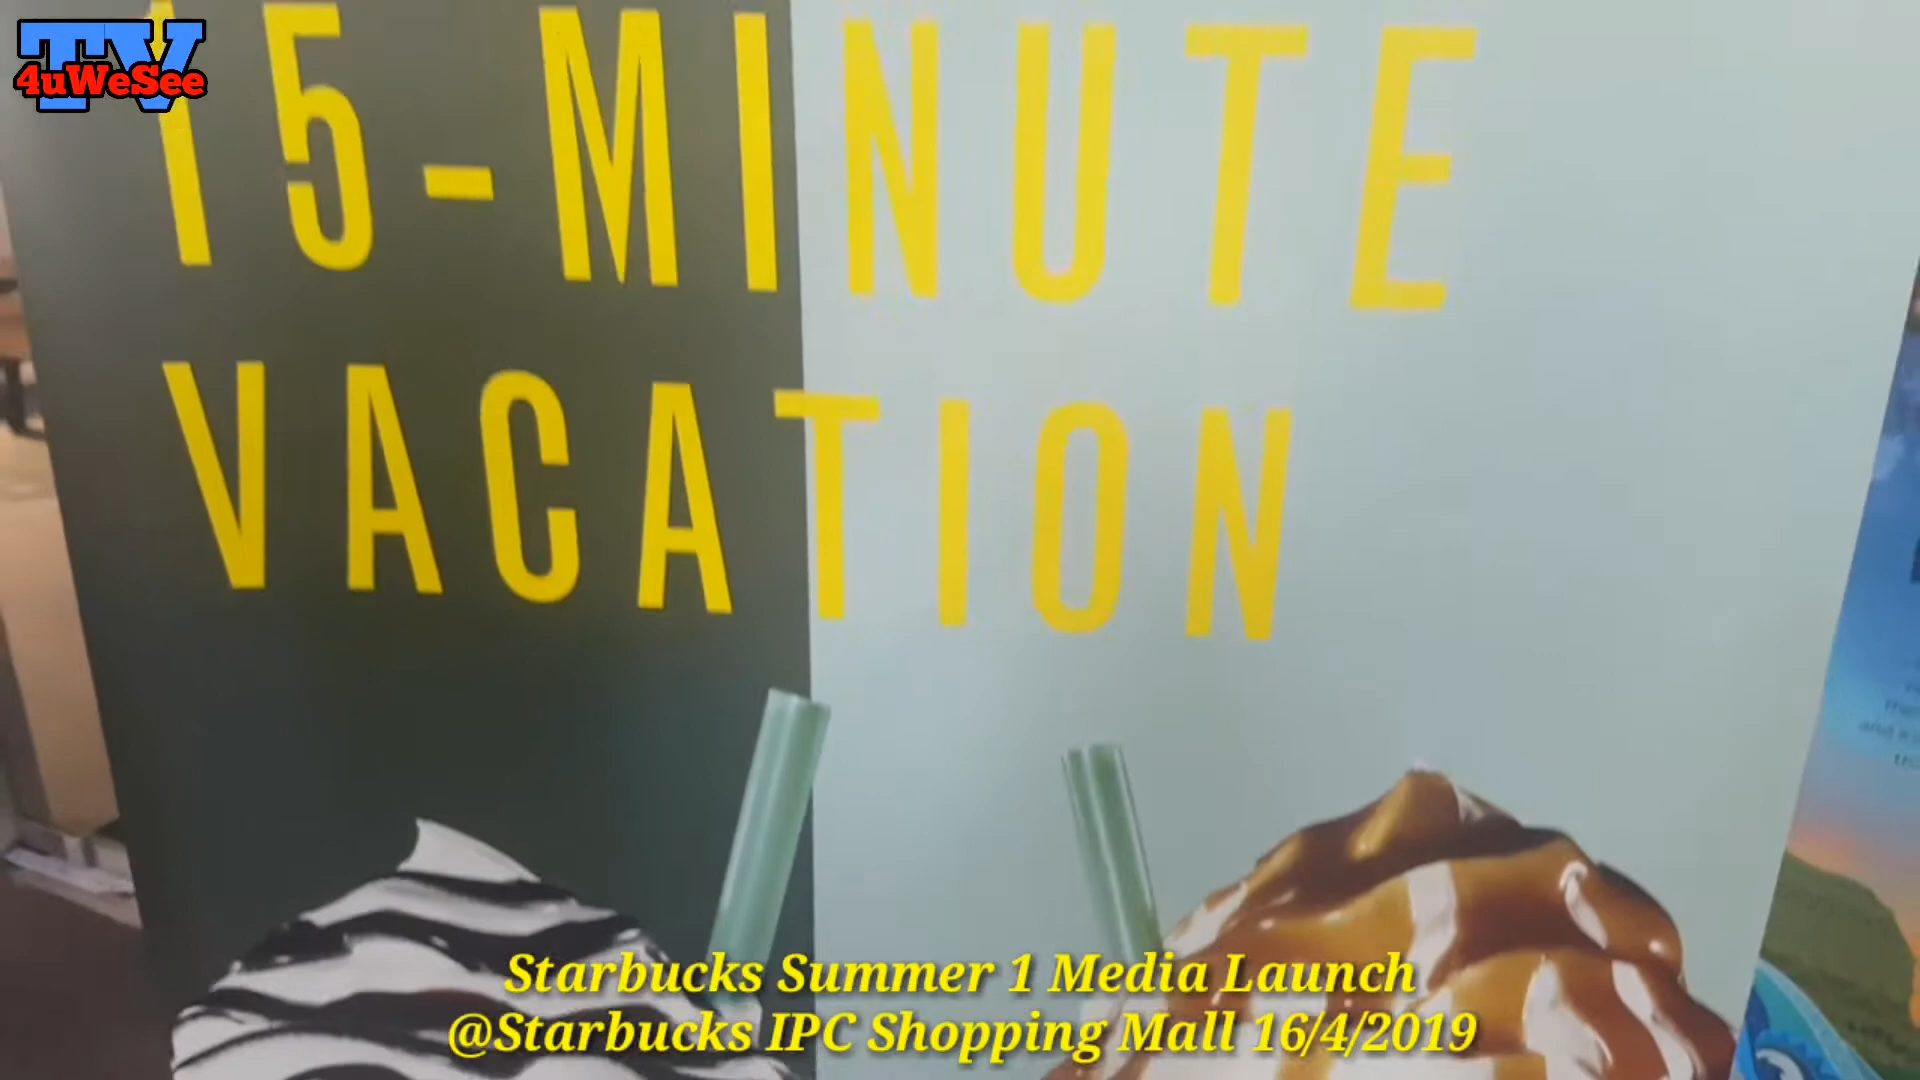 TV
4uWeSee
15-MINUTE
VACATION
Starbucks Summer 1 Media Launch
@Starbucks IPC Shopping Mall 16/4/2019